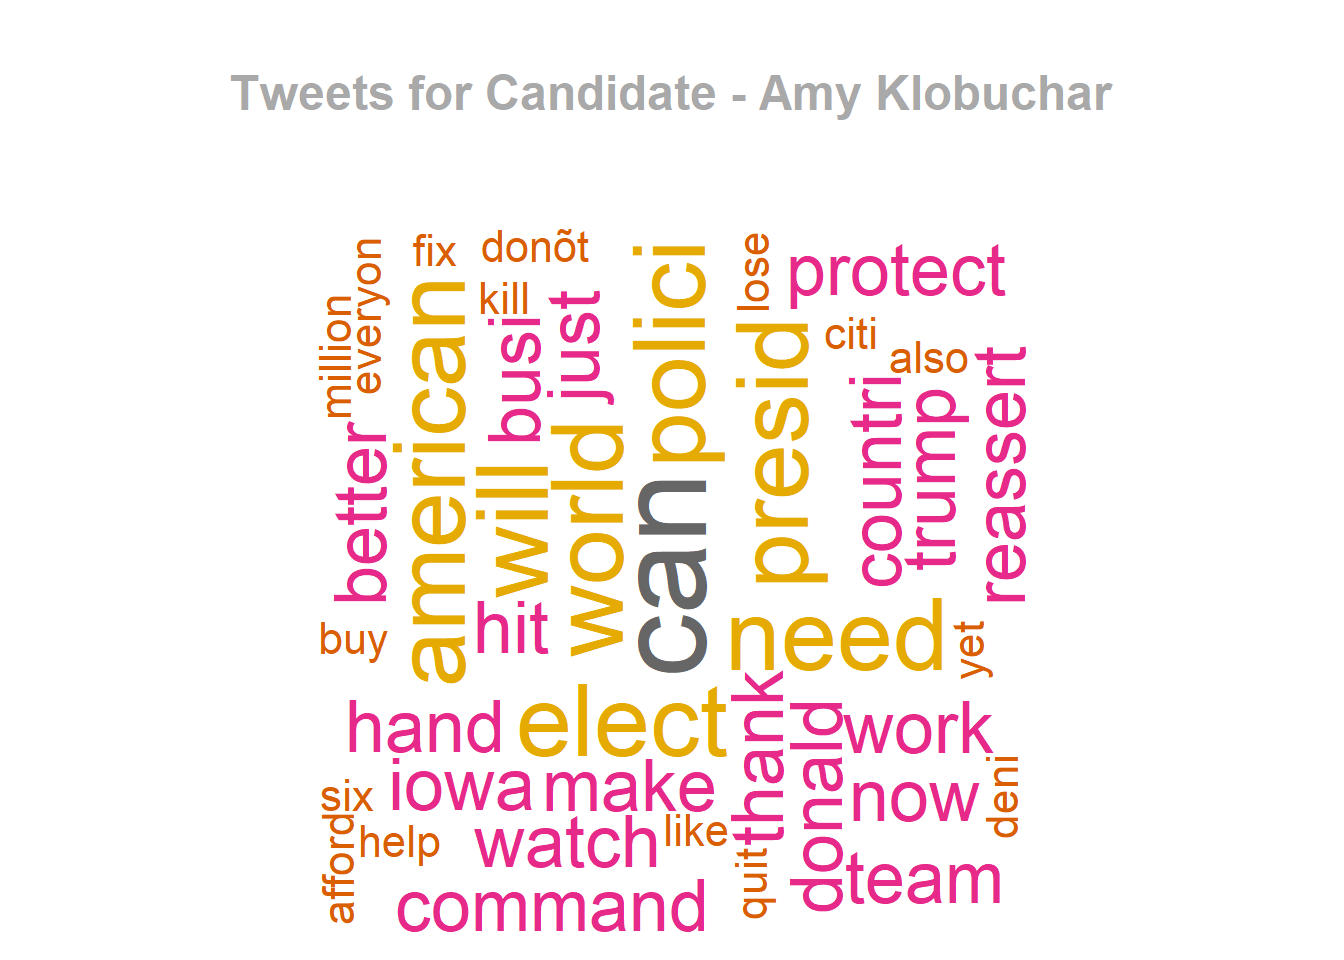 Tweets for Candidate - Amy Klobuchar
fix
donõt
lose
protect
everyon
million
kill
american
busi
just
polici
presid
citi
also
countri
trump
reassert
better
will
world
can
hit
buy
need
yet
hand
elect
thank
donald
work
iowa
make
six
now
deni
afford
help
watch
like
quit
team
command